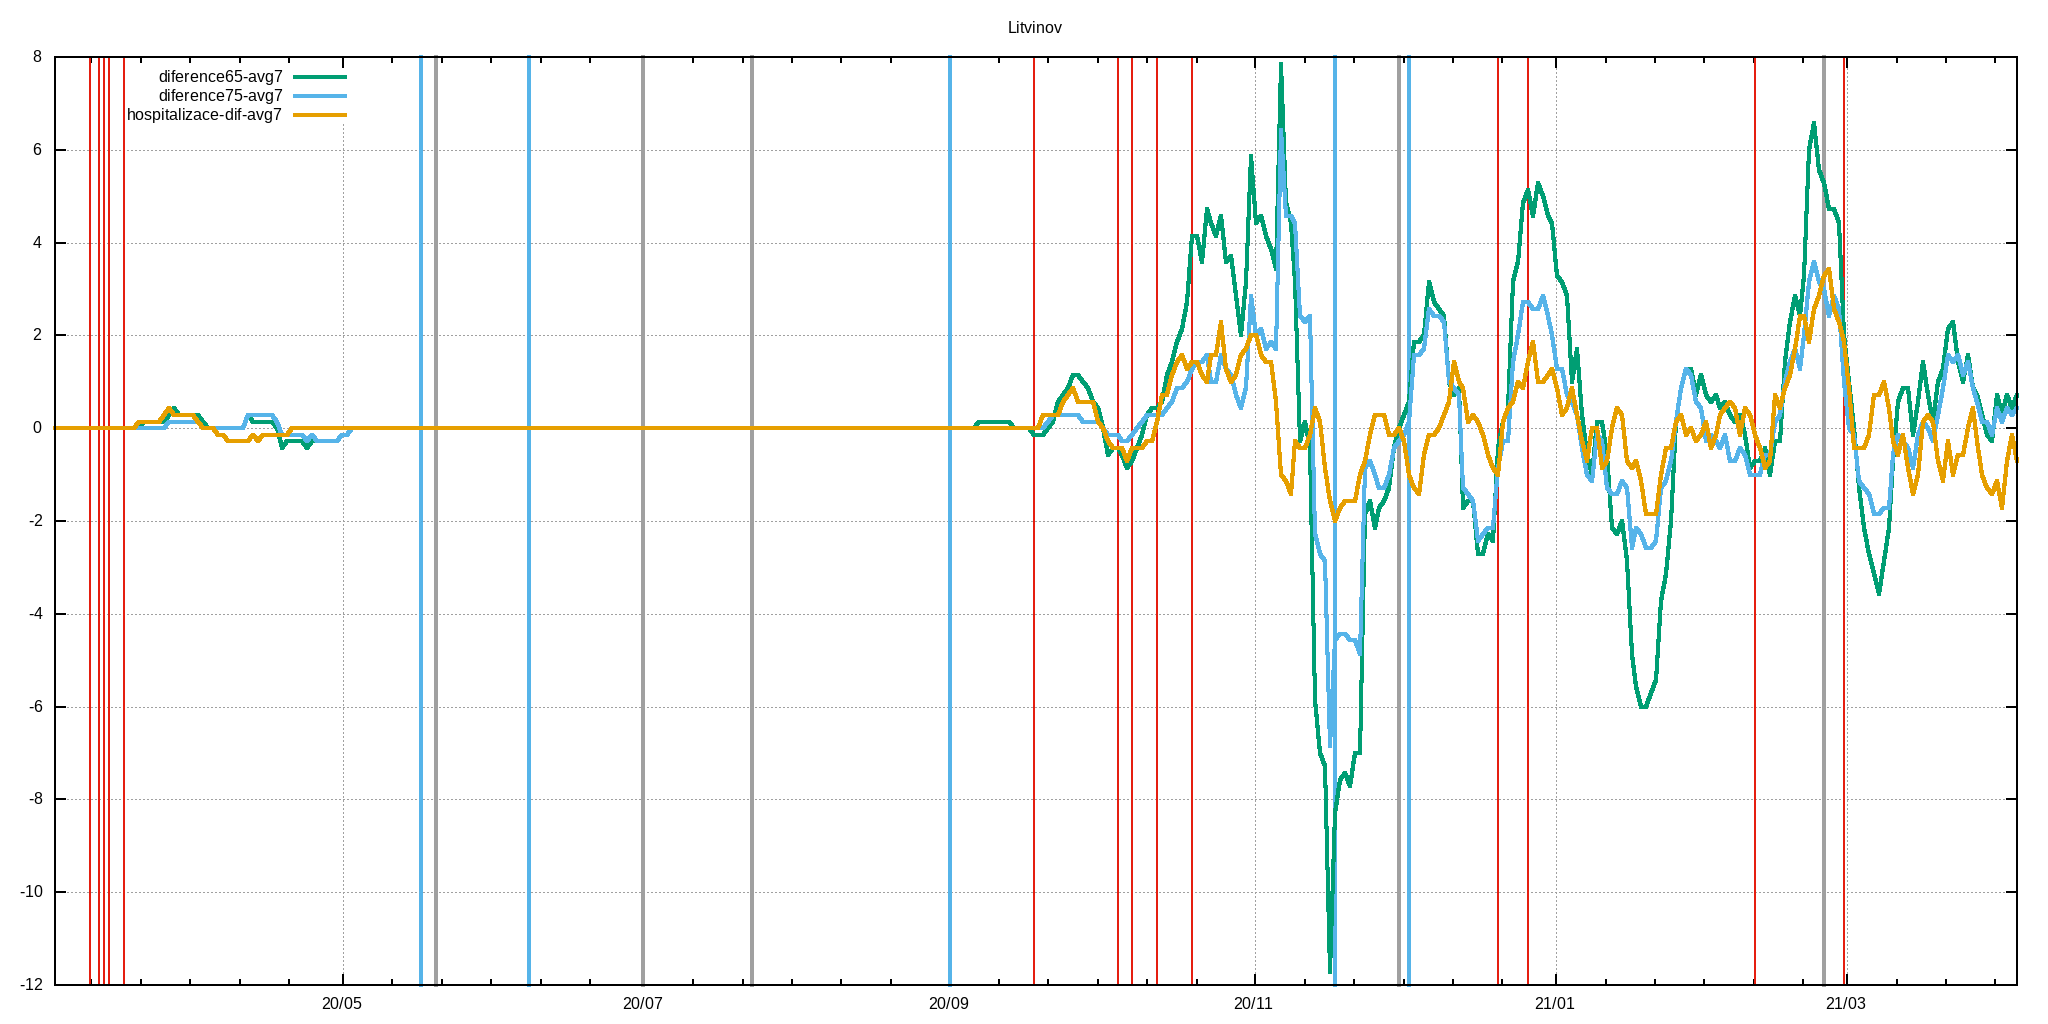 Litvinov
8
diference65-avg7
diference75-avg7
hospitalizace-dif-avg7
6
4
2
0
-2
-4
-6
-8
-10
-12
20/05 20/07 20/09 20/11 21/01 21/03